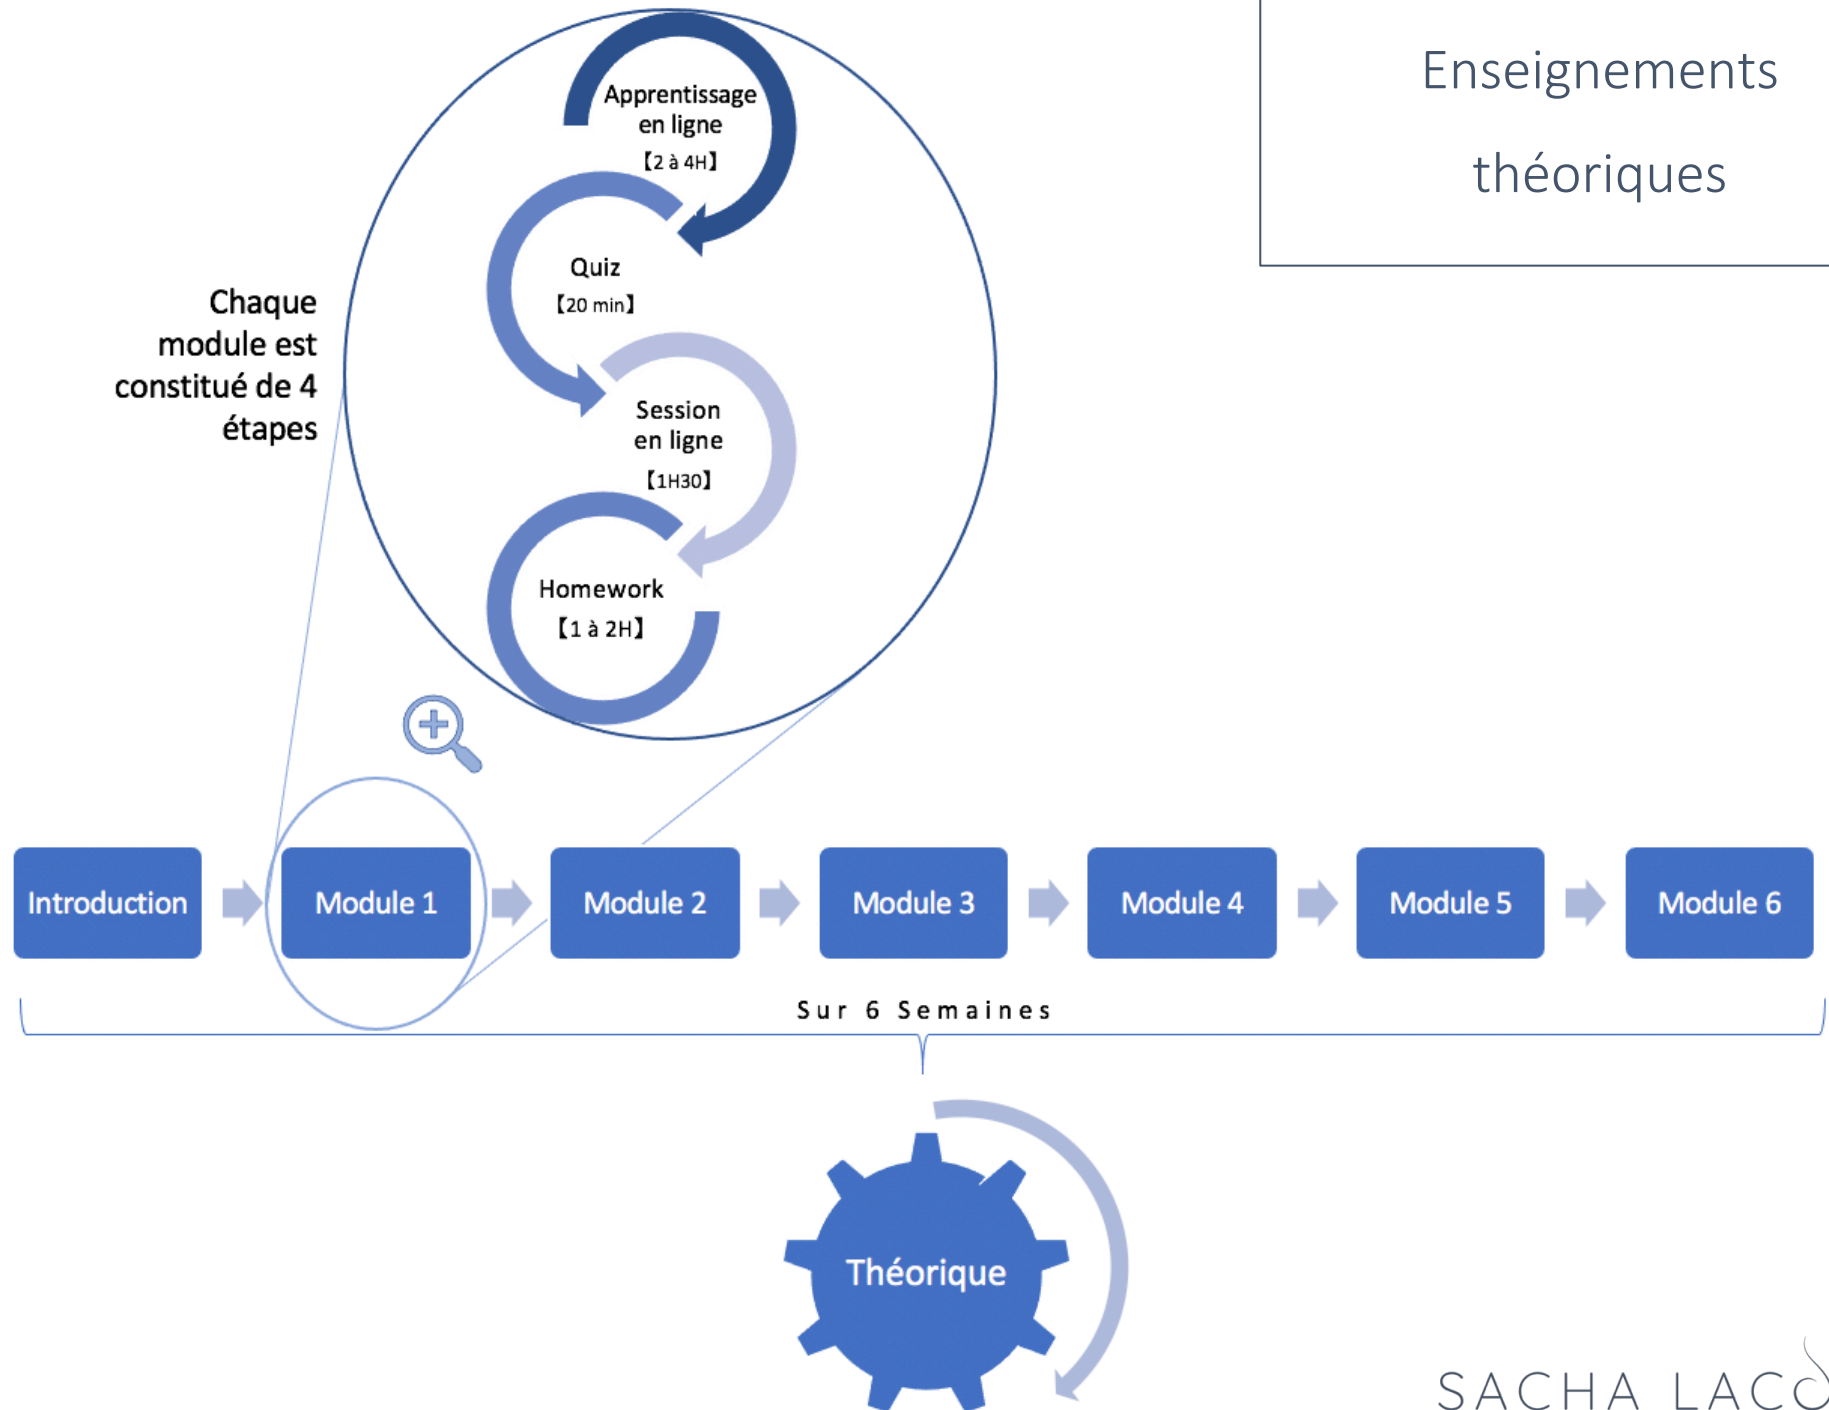 Enseignements
théoriques
Apprentissage
en ligne
【2 à 4H】
Quiz
【20 min】
Session
en ligne
【1H30】
Homework
【1 à 2H】
Chaque
module est
constitué de 4
étapes
Introduction
Module 1
Module 2
Module 3
Module 4
Module 5
Module 6
Sur 6 Semaines
Théorique
SACHA